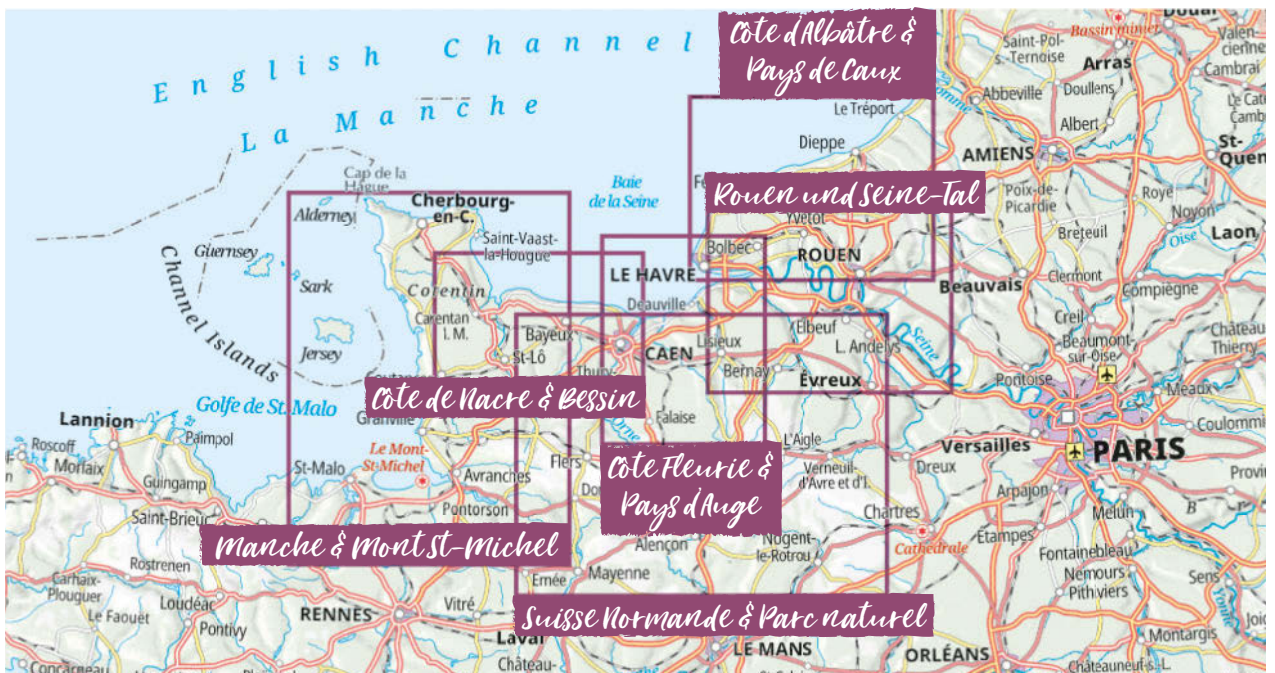 English Channel
La Manche
Côte d'Albâtre &
Pays de Caux
Rouen und Seine-Tal
Côte de Nacre & Bessin
Côte Fleurie &
Pays d'Auge
Manche & Mont St-Michel
Suisse Normande & Parc naturel
Bassin minier
Saint-Pol-
s.-Ternoise
Arras
Valen-
cienne
Cambrai
Abbeville
Doullens
Le Tréport
Albert
Dieppe
AMIENS
St-
Quen
Cap de la
Hague
Baie
de la Seine
Alderney
Cherbourg-
en-C.
Poix-de-
Picardie
Roye
Noyon
Yvetot
Guernsey
Saint-Vaast-
la-Hougue
Bolbec
ROUEN
Breteuil
Oise
Laon
Channel Islands
Sark
Cotentin
LE HAVRE
Beauvais
Clermont
Compiègne
Deauville
Carentan
l. M.
Bayeux
Elbeuf
Creil
Château
Thierry
Jersey
St-Lô
CAEN
Lisieux
L. Andelys
Seine
Beaumont-
sur-Oise
Bernay
Évreux
Pontoise
Meaux
Golfe de St. Malo
Granville
Orne
Falaise
Lannion
Paimpol
Roscoff
Le Mont-
St-Michel
Flers
L'Aigle
Versailles
PARIS
Coulommi
Morlaix
Guingamp
St-Malo
Avranches
Verneuil-
d'Avre et d'I.
Dreux
Provin
Arpajon
Saint-Brieuc
Pontorson
Chartres
Melun
Cathédrale
Etampes
Alençon
Nogent-
le-Rotrou
Fontainebleau
Rostrenen
Ernée
Mayenne
Nemours
Sens
Carhaix-
Plouguer
Pithiviers
Yonne
Le Faouet
Loudéac
RENNES
Vitré
Pontivy
Laval
Montargis
LE MANS
ORLÉANS
Concarneau
Château-
Châteauneuf-s.-L.